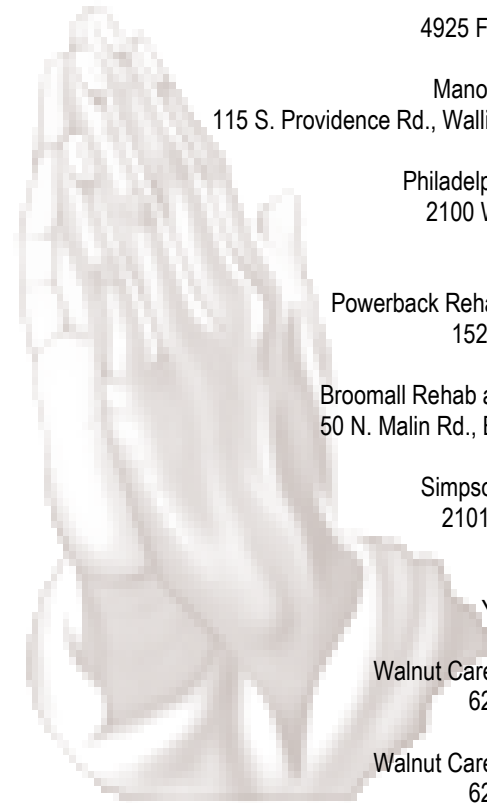 4925 F
Mano
115 S. Providence Rd., Walli
Philadelp
2100 W
Powerback Reha
152
Broomall Rehab a
50 N. Malin Rd.,
Simpso
2101
Walnut Care
62
Walnut Care
62